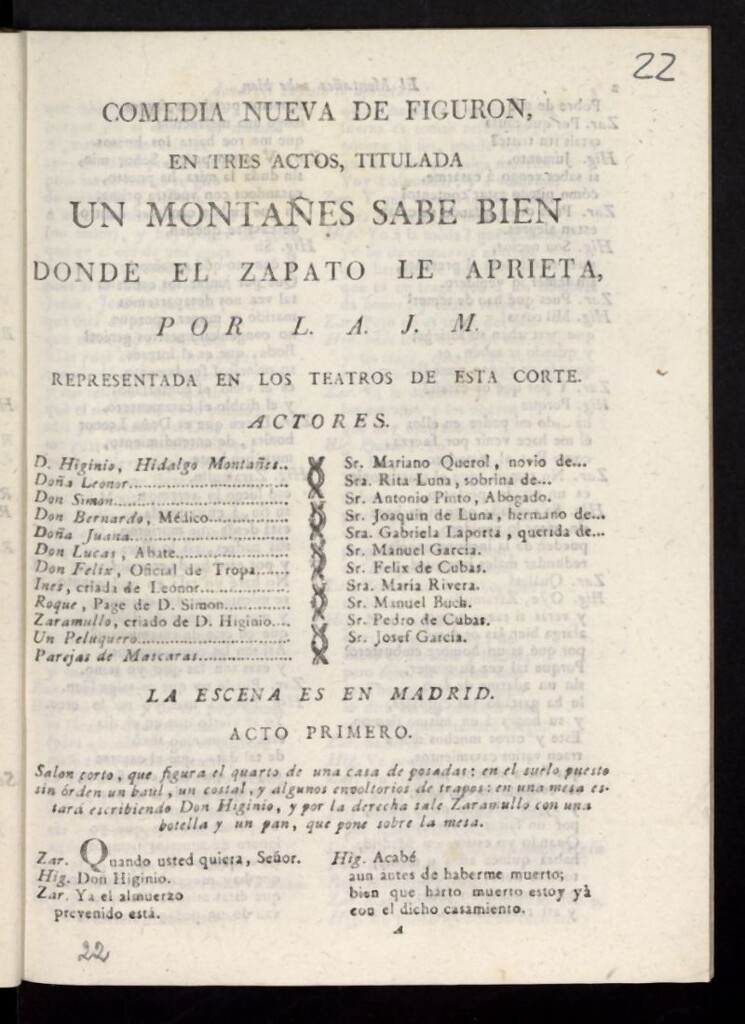 22
COMEDIA NUEVA DE FIGURON,
EN TRES ACTOS, TITULADA
UN MONTAÑES SABE BIEN
DONDE EL ZAPATO LE APRIETA,
POR L. A. J. M.
REPRESENTADA EN LOS TEATROS DE ESTA CORTE.
ACTORES.
D. Higinio, Hidalgo Montañes.. Sr. Mariano Querol, novio de...
Doña Leonor.................................. Sra. Rita Luna, sobrina de...
Don Simon..................................... Sr. Antonio Pinto, Abogado.
Don Bernardo, Médico................. Sr. Joaquin de Luna, hermano de...
Doña Juana................................... Sra. Gabriela Laporta, querida de...
Don Lucas, Abate........................ Sr. Manuel García.
Don Felix, Oficial de Tropa....... Sr. Felix de Cubas.
Ines, criada de Leonor.................. Sra. María Rivera.
Roque, Page de D. Simon............. Sr. Manuel Buch.
Zaramullo, criado de D. Higinio.... Sr. Pedro de Cubas.
Un Peluquero................................ Sr. Josef García.
Parejas de Mascaras......................
LA ESCENA ES EN MADRID.
ACTO PRIMERO.
Salon corto, que figura el quarto de una casa de posadas: en el suelo puesto
sin órden un baul, un costal, y algunos envoltorios de trapos: en una mesa es-
tará escribiendo Don Higinio, y por la derecha sale Zaramullo con una
botella y un pan, que pone sobre la mesa.
Zar. Quando usted quiera, Señor.
Hig. Don Higinio.
Zar. Ya el almuerzo
prevenido está.
Hig. Acabé
aun ántes de haberme muerto;
bien que harto muerto estoy yà
con el dicho casamiento.
A
22